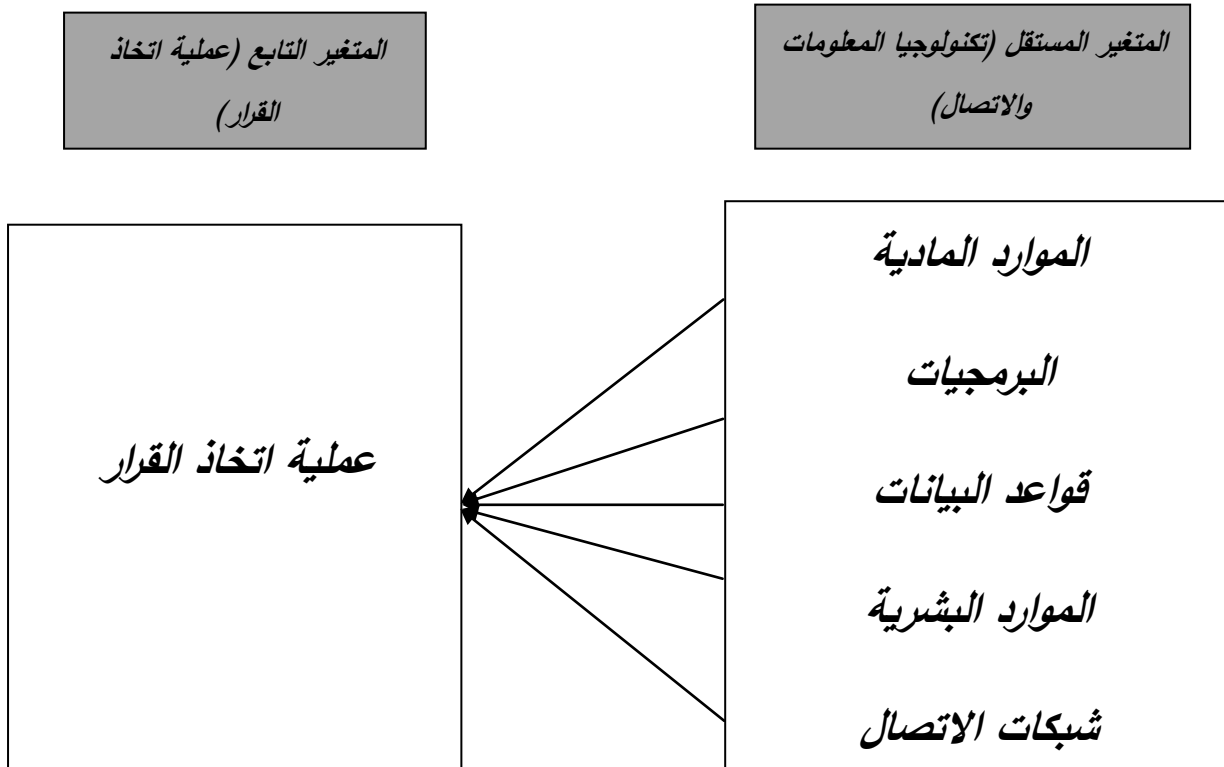 المتغير المستقل (تكنولوجيا المعلومات
والاتصال)
المتغير التابع (عملية اتخاذ
القرار)
الموارد المادية
البرمجيات
قواعد البيانات
الموارد البشرية
شبكات الاتصال
عملية اتخاذ القرار